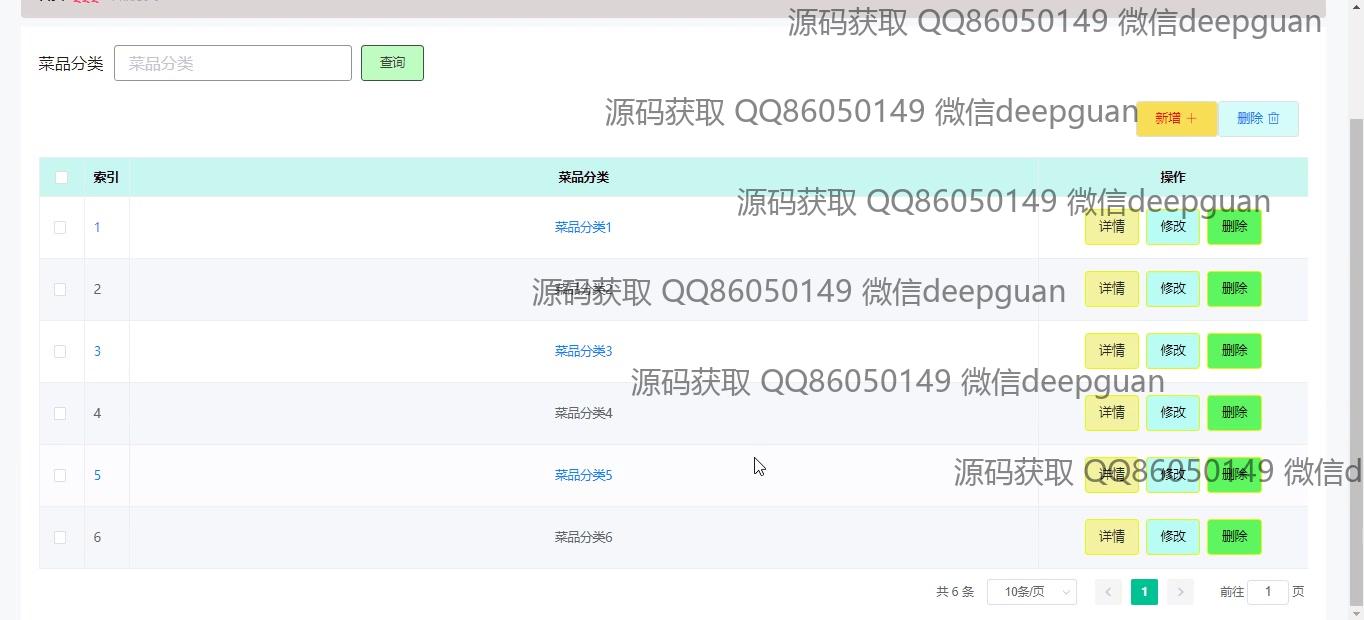 源码获取 QQ86050149 微信deepguan
菜品分类 菜品分类 查询
源码获取 QQ86050149 微信deepguan
新增 删除
索引 菜品分类 操作
源码获取 QQ86050149 微信deepguan
1 菜品分类1 详情 修改 删除
2 菜品分类2 详情 修改 删除
源码获取 QQ86050149 微信deepguan
3 菜品分类3 详情 修改 删除
源码获取 QQ86050149 微信deepguan
4 菜品分类4 详情 修改 删除
5 菜品分类5 详情 修改 删除
源码获取 QQ86050149 微信d
6 菜品分类6 详情 修改 删除
共 6 条 10条/页 1 前往 1 页